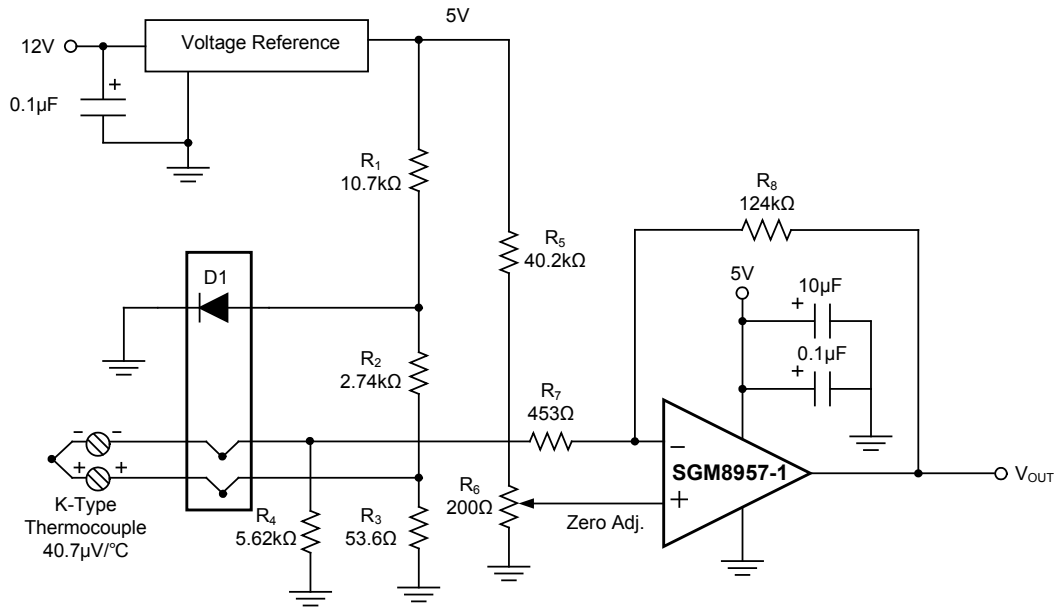 5V
12V
Voltage Reference
+
0.1µF
R₁
10.7kΩ
R₈
124kΩ
R₅
40.2kΩ
D1
5V
+
10µF
0.1µF
+
R₂
2.74kΩ
R₇
453Ω
− −
+ +
K-Type
Thermocouple
40.7µV/°C
R₄
5.62kΩ
R₃
53.6Ω
R₆
200Ω
Zero Adj.
−
SGM8957-1
+
VOUT